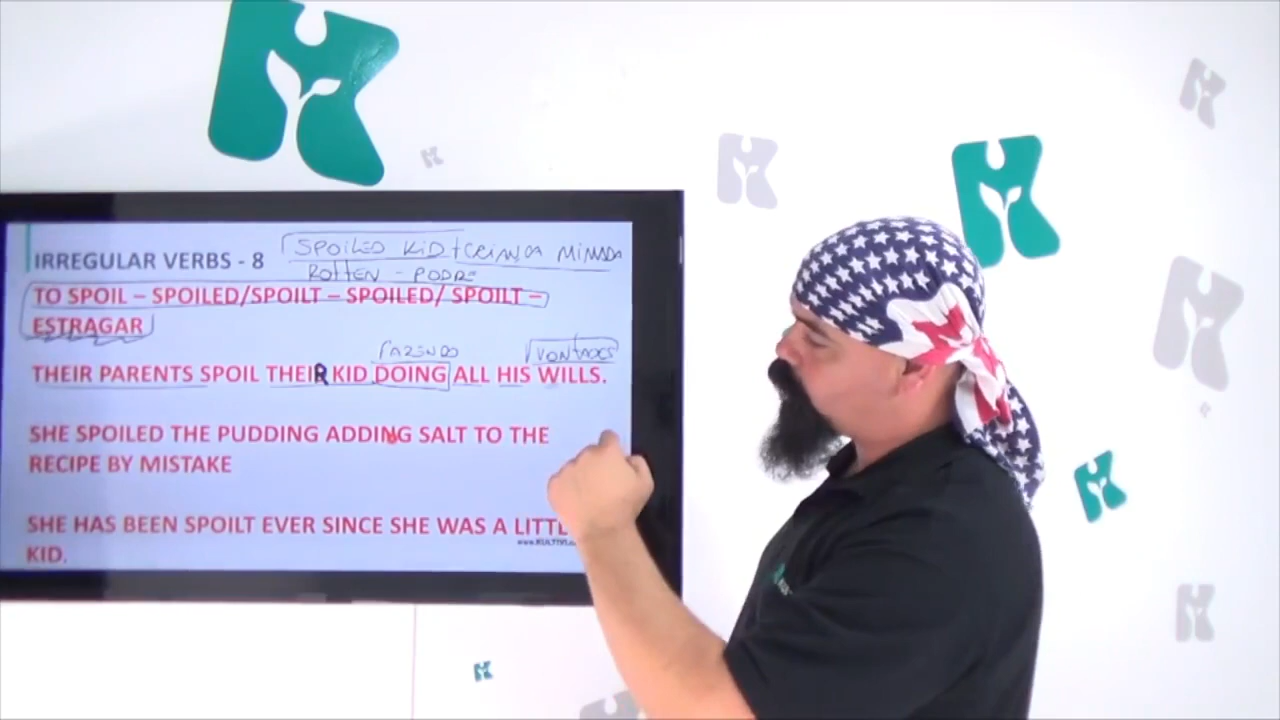 IRREGULAR VERBS - 8
SPOILED KID + CRIANÇA MIMADA
ROTTEN - PODRE
TO SPOIL – SPOILED/SPOILT – SPOILED/ SPOILT –
ESTRAGAR
FAZENDO VONTADES
THEIR PARENTS SPOIL THEIR KID DOING ALL HIS WILLS.
SHE SPOILED THE PUDDING ADDING SALT TO THE
RECIPE BY MISTAKE
SHE HAS BEEN SPOILT EVER SINCE SHE WAS A
KID.